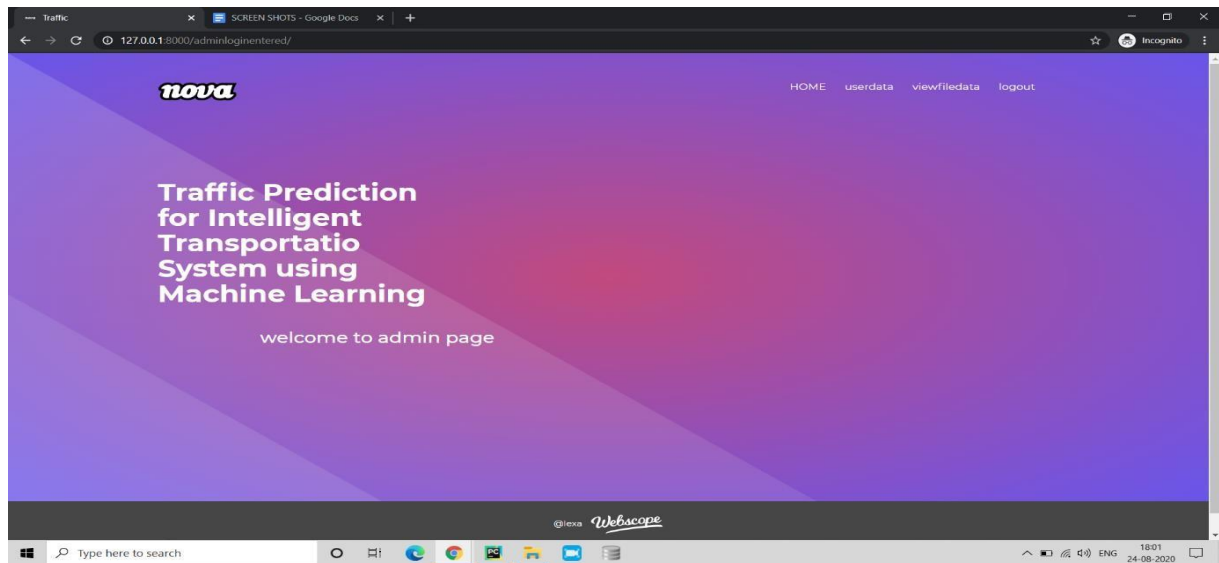 Traffic
SCREEN SHOTS - Google Docs
127.0.0.1:8000/adminloginentered/
Incognito
nova
HOME userdata viewfiledata logout
Traffic Prediction
for Intelligent
Transportatio
System using
Machine Learning
welcome to admin page
@lexa Webscope
Type here to search
PC
ENG
18:01
24-08-2020